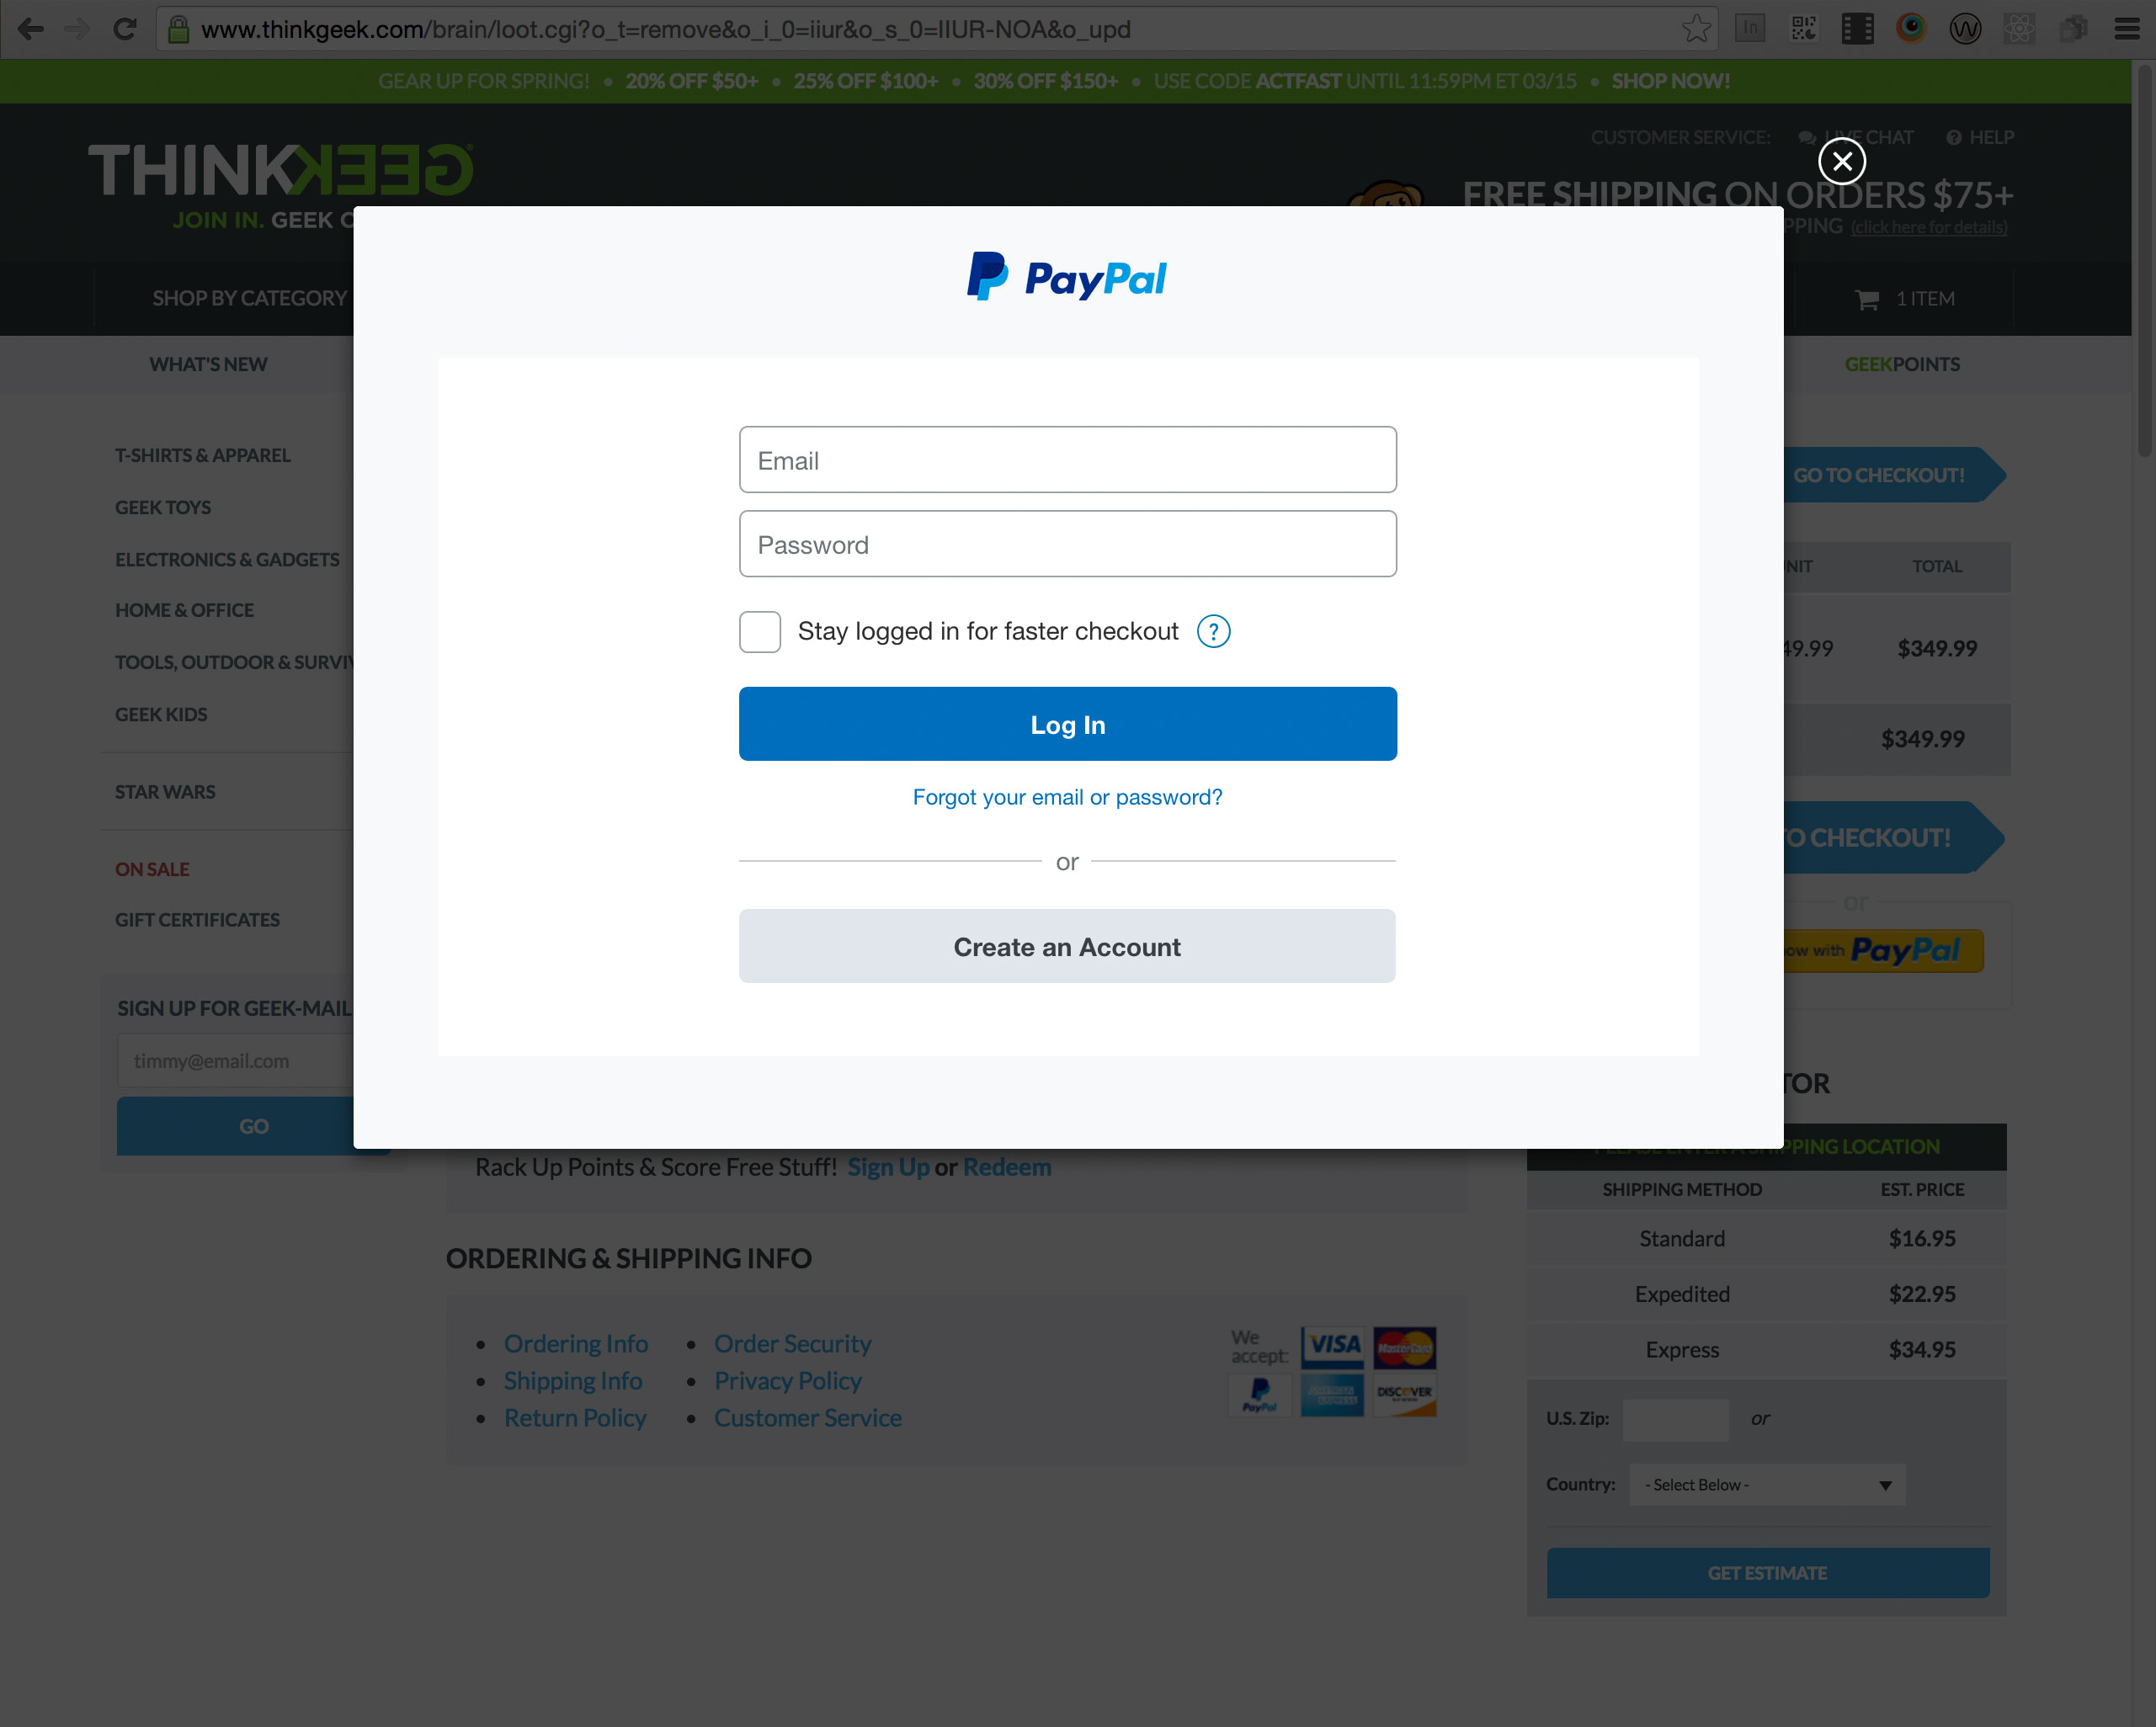 www.thinkgeek.com/brain/loot.cgi?o_t=remove&o_i_0=iiur&o_s_0=IIUR-NOA&o_upd
GEAR UP FOR SPRING! • 20% OFF $50+ • 25% OFF $100+ • 30% OFF $150+ • USE CODE ACTFAST UNTIL 11:59PM ET 03/15 • SHOP NOW!
CUSTOMER SERVICE: LIVE CHAT HELP
THINKGEEK
JOIN IN. GEEK
FREE SHIPPING ON ORDERS $75+
(click here for details)
SHOP BY CATEGORY
1 ITEM
WHAT'S NEW
GEEKPOINTS
PayPal
Email
Password
Stay logged in for faster checkout ?
Log In
Forgot your email or password?
or
Create an Account
T-SHIRTS & APPAREL
GEEK TOYS
ELECTRONICS & GADGETS
HOME & OFFICE
TOOLS, OUTDOOR &
GEEK KIDS
STAR WARS
ON SALE
GIFT CERTIFICATES
SIGN UP FOR GEEK-MAIL
timmy@email.com
GO
GO TO CHECKOUT!
TOTAL
49.99 $349.99
$349.99
CHECKOUT!
or
with PayPal
Rack Up Points & Score Free Stuff! Sign Up or Redeem
ORDERING & SHIPPING INFO
• Ordering Info
• Shipping Info
• Return Policy
• Order Security
• Privacy Policy
• Customer Service
We accept:
VISA
MasterCard
PayPal
AMERICAN EXPRESS
DISCOVER
PLEASE ENTER A SHIPPING LOCATION
SHIPPING METHOD EST. PRICE
Standard $16.95
Expedited $22.95
Express $34.95
U.S. Zip: or
Country: - Select Below -
GET ESTIMATE